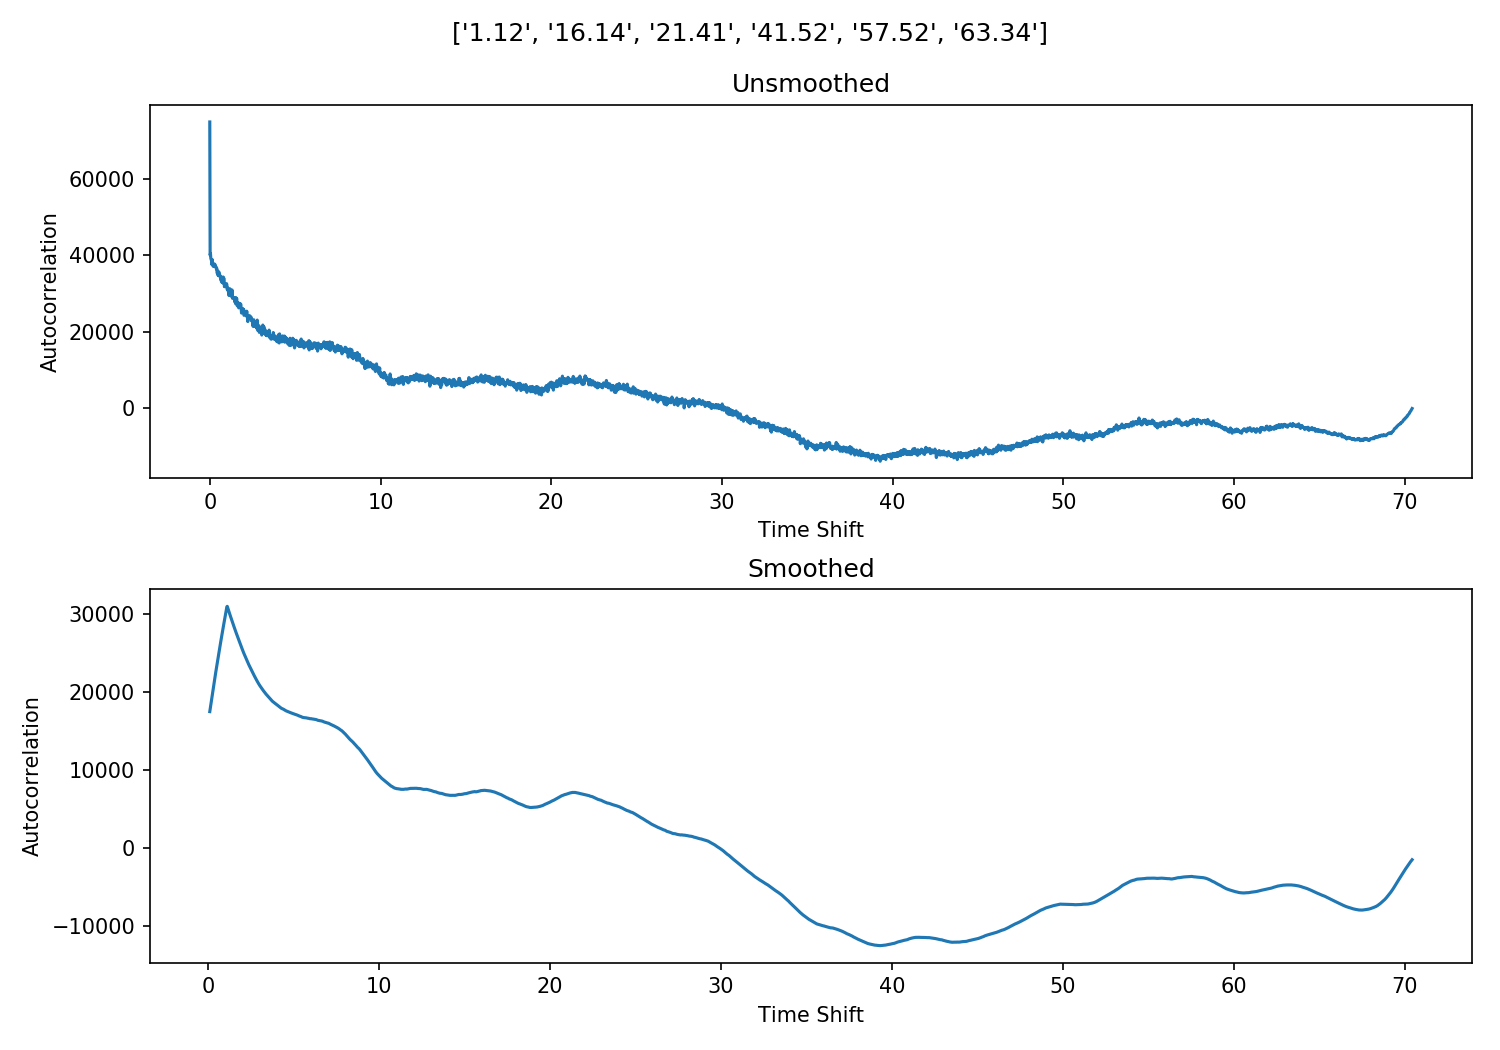 ['1.12', '16.14', '21.41', '41.52', '57.52', '63.34']
Unsmoothed
Autocorrelation
60000
40000
20000
0
0 10 20 30 40 50 60 70
Time Shift
Smoothed
Autocorrelation
30000
20000
10000
0
−10000
0 10 20 30 40 50 60 70
Time Shift